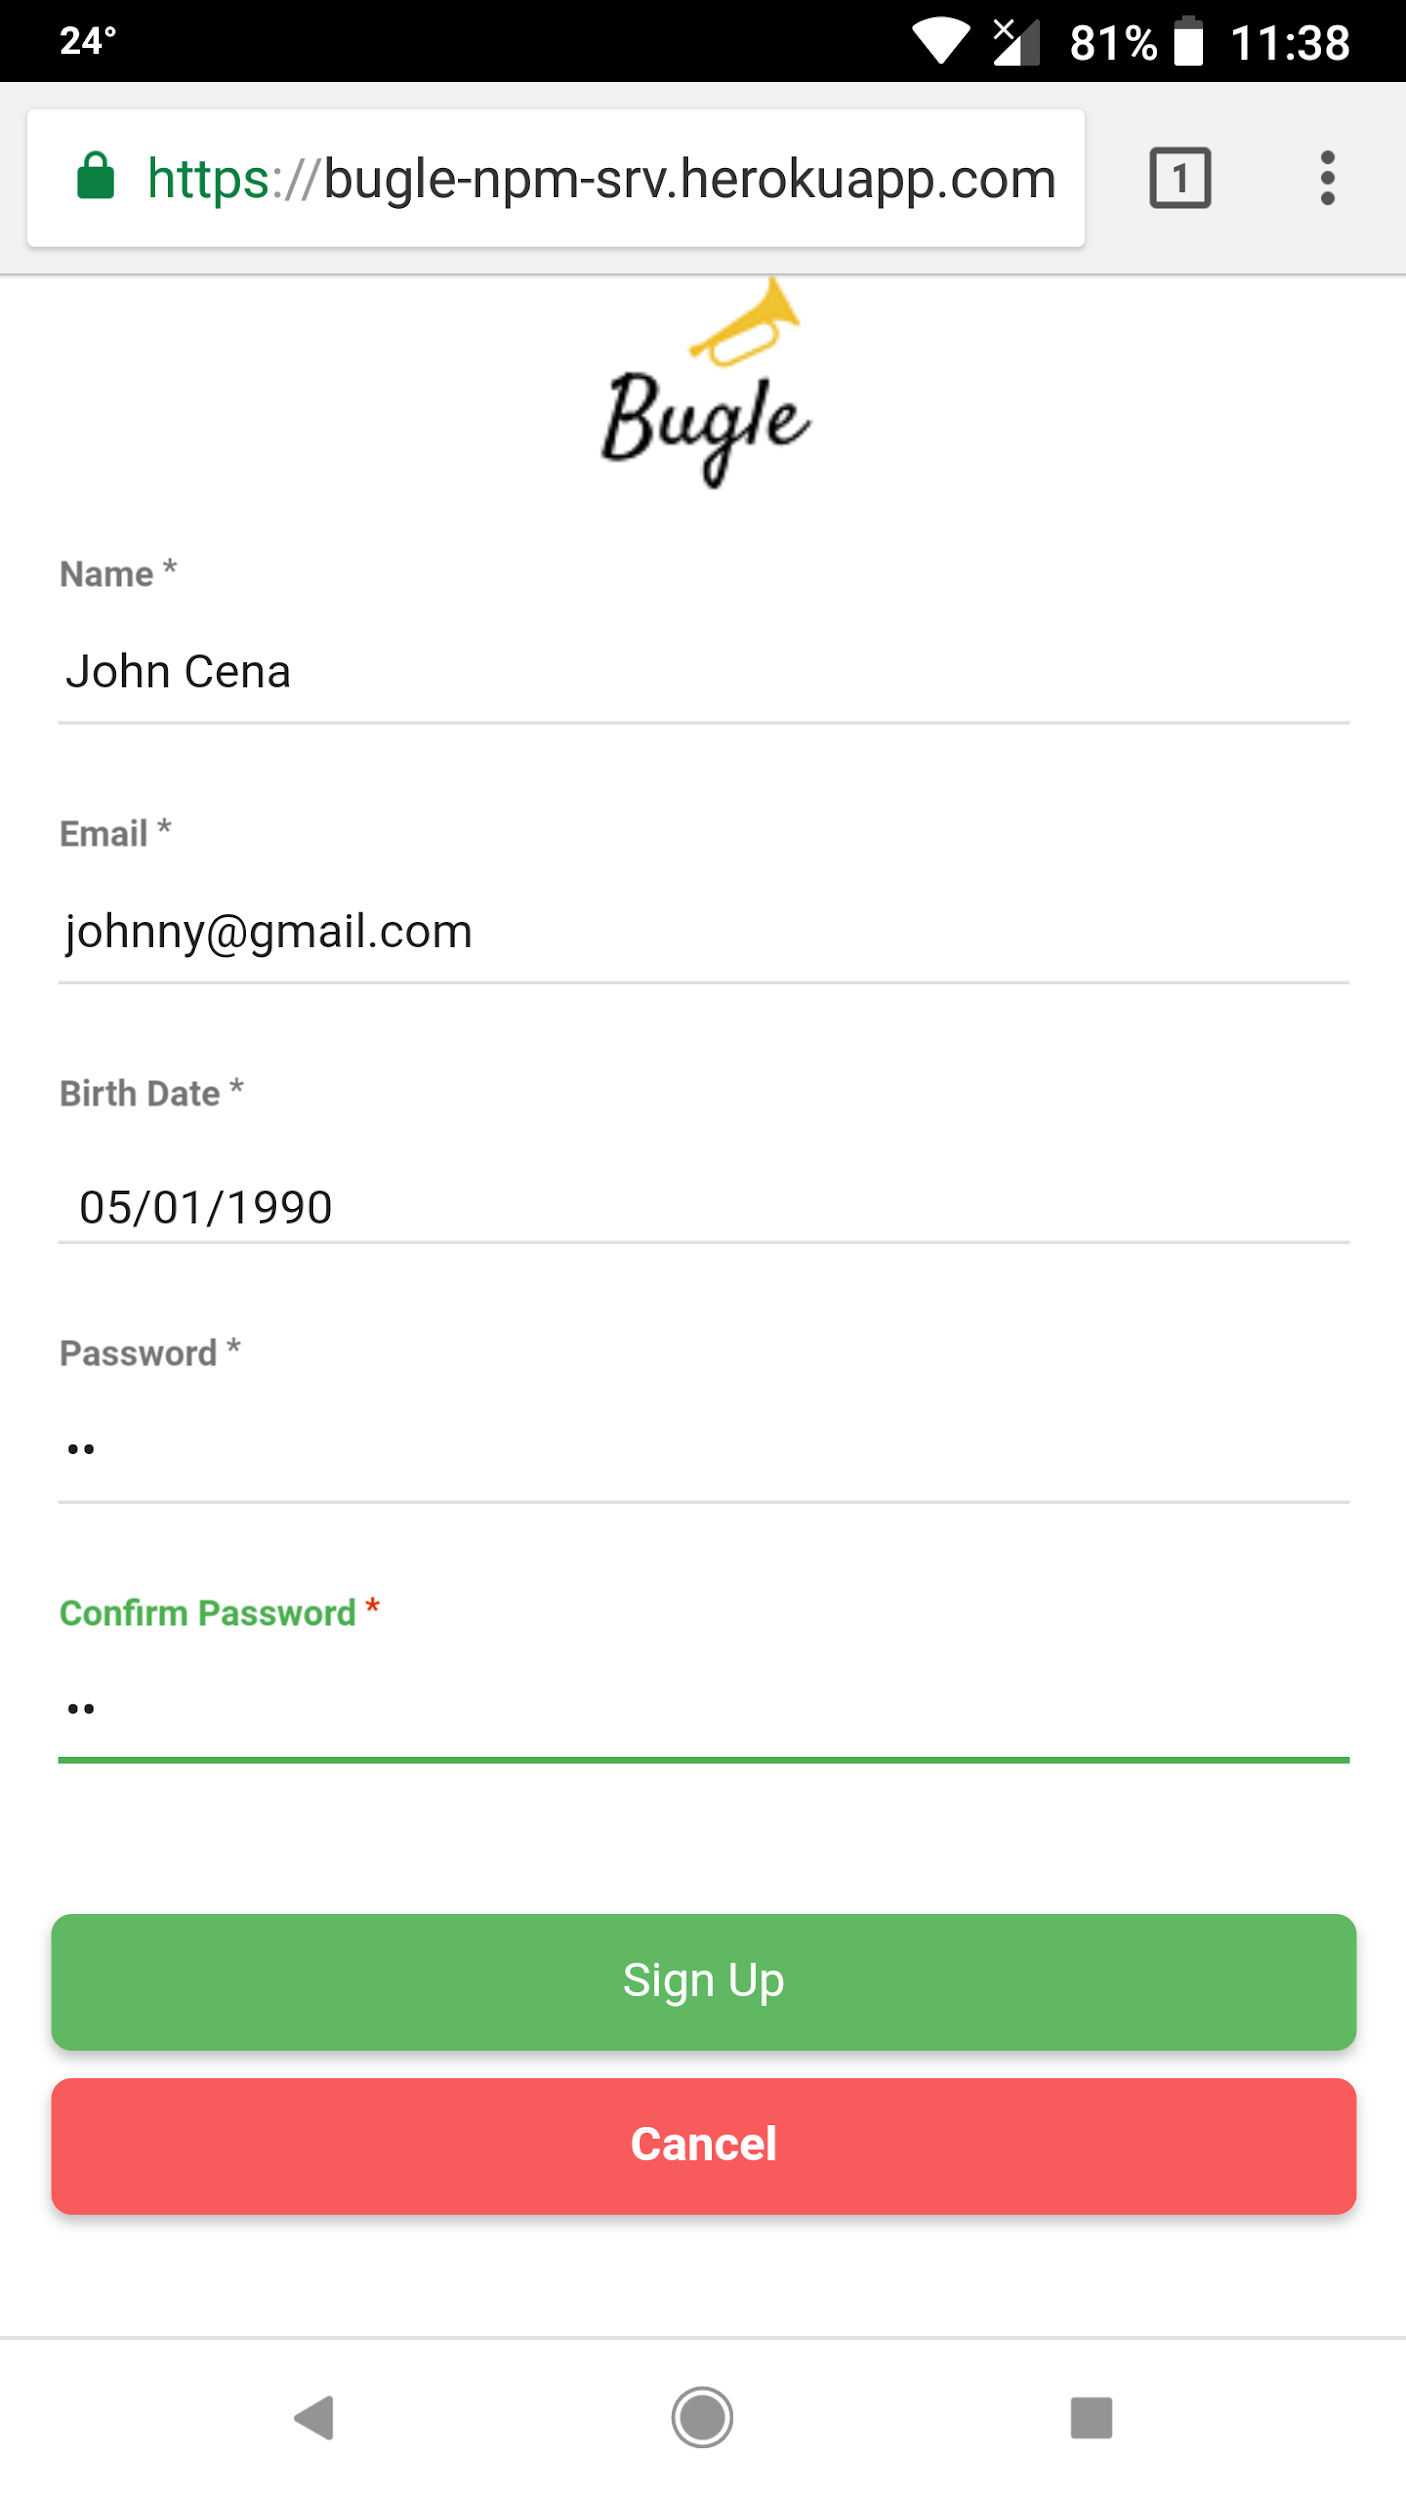 24°
81%
11:38
https://bugle-npm-srv.herokuapp.com
1
Bugle
Name *
John Cena
Email *
johnny@gmail.com
Birth Date *
05/01/1990
Password *
••
Confirm Password *
••
Sign Up
Cancel